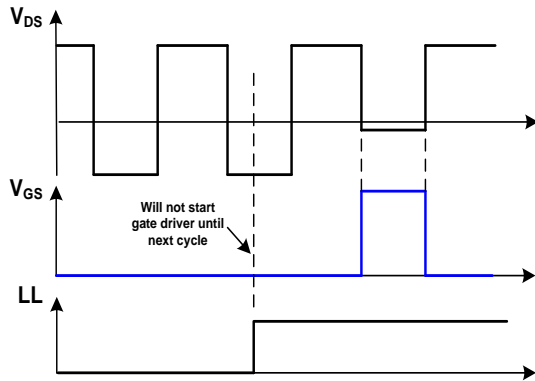 VDS
VGS
Will not start
gate driver until
next cycle
LL